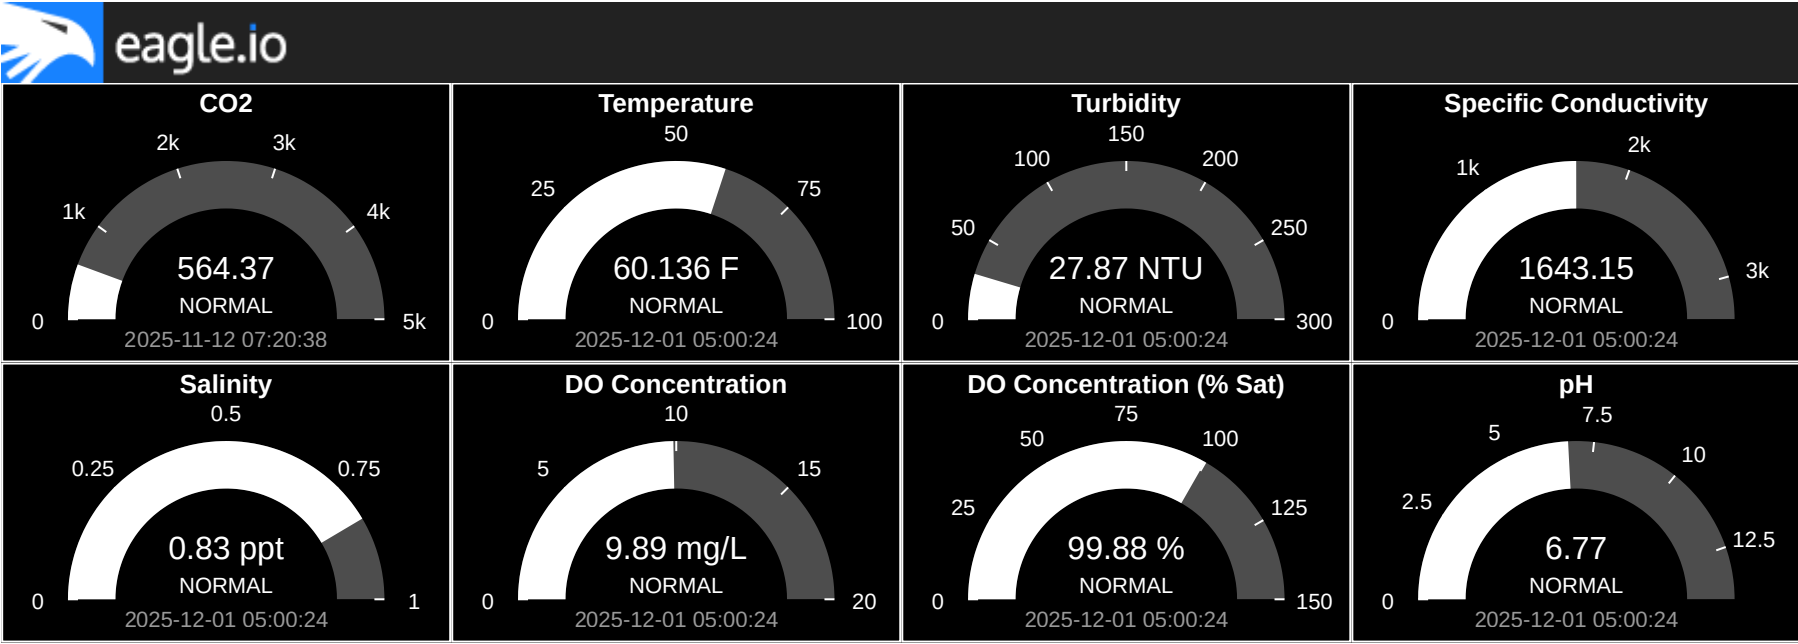 eagle.io
CO2
0
1k
2k
3k
4k
5k
564.37
NORMAL
2025-11-12 07:20:38
Temperature
0
25
50
75
100
60.136 F
NORMAL
2025-12-01 05:00:24
Turbidity
0
50
100
150
200
250
300
27.87 NTU
NORMAL
2025-12-01 05:00:24
Specific Conductivity
0
1k
2k
3k
1643.15
NORMAL
2025-12-01 05:00:24
Salinity
0
0.25
0.5
0.75
1
0.83 ppt
NORMAL
2025-12-01 05:00:24
DO Concentration
0
5
10
15
20
9.89 mg/L
NORMAL
2025-12-01 05:00:24
DO Concentration (% Sat)
0
25
50
75
100
125
150
99.88 %
NORMAL
2025-12-01 05:00:24
pH
0
2.5
5
7.5
10
12.5
6.77
NORMAL
2025-12-01 05:00:24